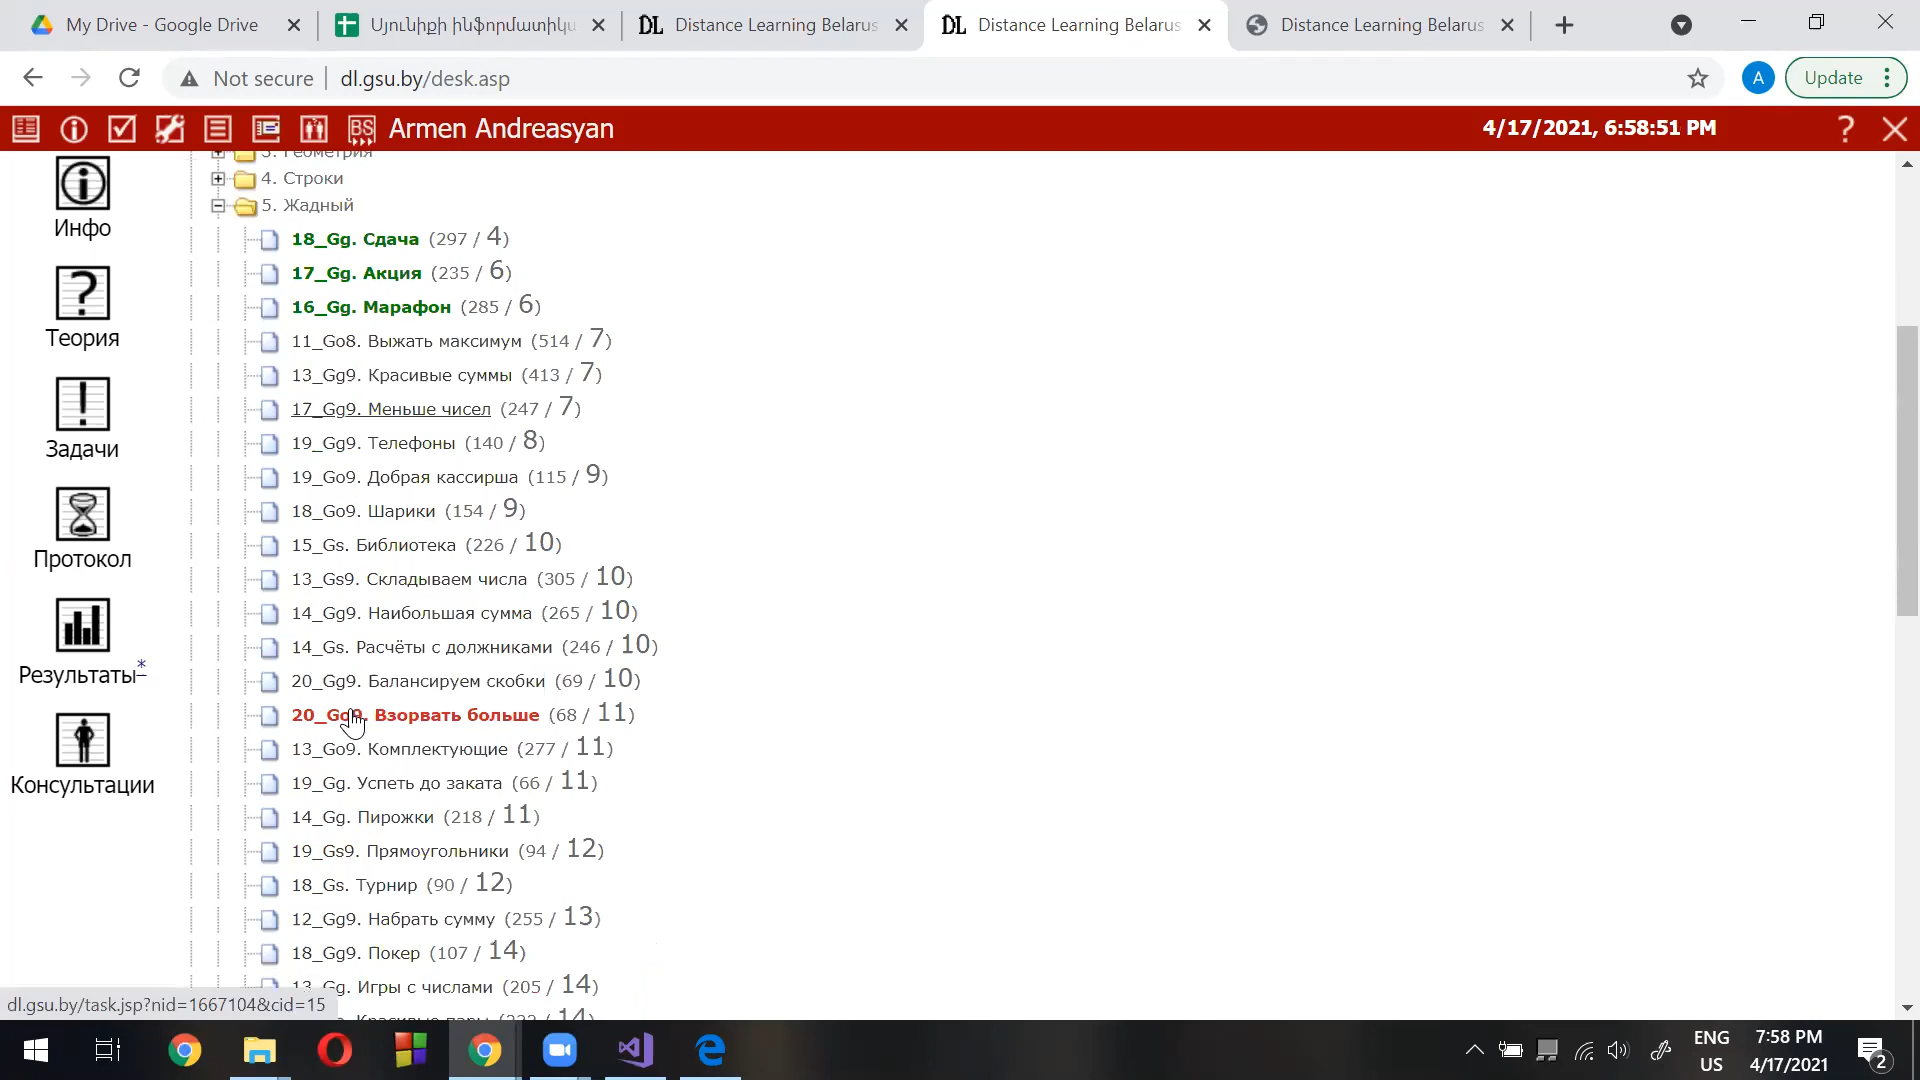 My Drive - Google Drive
Սյունիքի ինֆորմատիկա
Distance Learning Belarus
Distance Learning Belarus
Distance Learning Belarus
Not secure
dl.gsu.by/desk.asp
A
Update
Armen Andreasyan
4/17/2021, 6:58:51 PM
3. Геометрия
4. Строки
5. Жадный
Инфо
Теория
Задачи
Протокол
Результаты*
Консультации
18_Gg. Сдача (297 / 4)
17_Gg. Акция (235 / 6)
16_Gg. Марафон (285 / 6)
11_Go8. Выжать максимум (514 / 7)
13_Gg9. Красивые суммы (413 / 7)
17_Gg9. Меньше чисел (247 / 7)
19_Gg9. Телефоны (140 / 8)
19_Go9. Добрая кассирша (115 / 9)
18_Go9. Шарики (154 / 9)
15_Gs. Библиотека (226 / 10)
13_Gs9. Складываем числа (305 / 10)
14_Gg9. Наибольшая сумма (265 / 10)
14_Gs. Расчёты с должниками (246 / 10)
20_Gg9. Балансируем скобки (69 / 10)
20_Go9. Взорвать больше (68 / 11)
13_Go9. Комплектующие (277 / 11)
19_Gg. Успеть до заката (66 / 11)
14_Gg. Пирожки (218 / 11)
19_Gs9. Прямоугольники (94 / 12)
18_Gs. Турнир (90 / 12)
12_Gg9. Набрать сумму (255 / 13)
18_Gg9. Покер (107 / 14)
13_Gg. Игры с числами (205 / 14)
dl.gsu.by/task.jsp?nid=1667104&cid=15
ENG
US
7:58 PM
4/17/2021
2